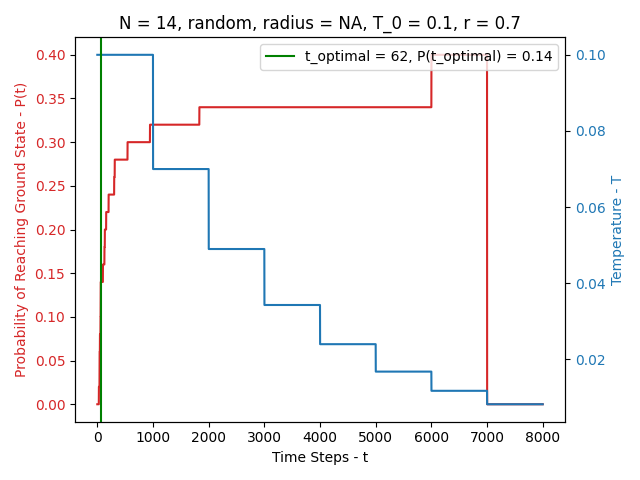 N = 14, random, radius = NA, T_0 = 0.1, r = 0.7
t_optimal = 62, P(t_optimal) = 0.14
Probability of Reaching Ground State - P(t)
0.40
0.35
0.30
0.25
0.20
0.15
0.10
0.05
0.00
0.10
0.08
0.06
0.04
0.02
Temperature - T
0 1000 2000 3000 4000 5000 6000 7000 8000
Time Steps - t